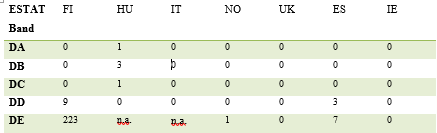 ESTAT Band FI HU IT NO UK ES IE
DA 0 1 0 0 0 0 0
DB 0 3 0 0 0 0 0
DC 0 1 0 0 0 0 0
DD 9 0 0 0 0 3 0
DE 223 n.a. n.a. 1 0 7 0